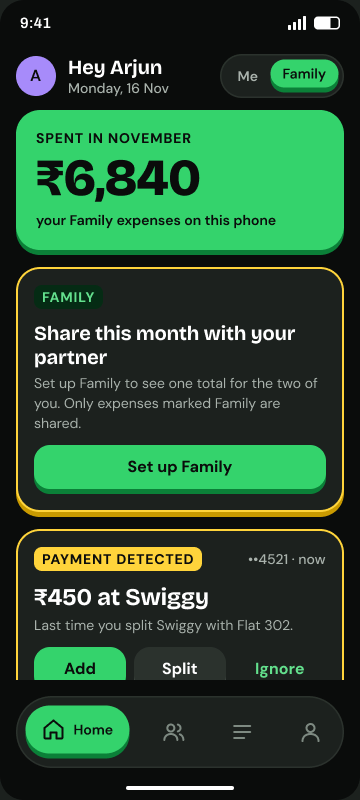 9:41
A
Hey Arjun
Monday, 16 Nov
Me
Family
SPENT IN NOVEMBER
₹6,840
your Family expenses on this phone
FAMILY
Share this month with your
partner
Set up Family to see one total for the two of
you. Only expenses marked Family are
shared.
Set up Family
PAYMENT DETECTED
••4521 · now
₹450 at Swiggy
Last time you split Swiggy with Flat 302.
Add
Split
Ignore
Home